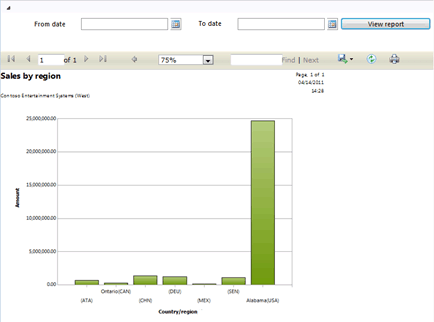 From date
To date
View report
1 of 1
75%
Find | Next
Sales by region
Page, 1 of 1
04/14/2011
14:28
Contoso Entertainment Systems (West)
25,000,000.00
20,000,000.00
15,000,000.00
10,000,000.00
5,000,000.00
0.00
Amount
Ontario(CAN)
(DEU)
(SEN)
(ATA)
(CHN)
(MEX)
Alabama(USA)
Country/region